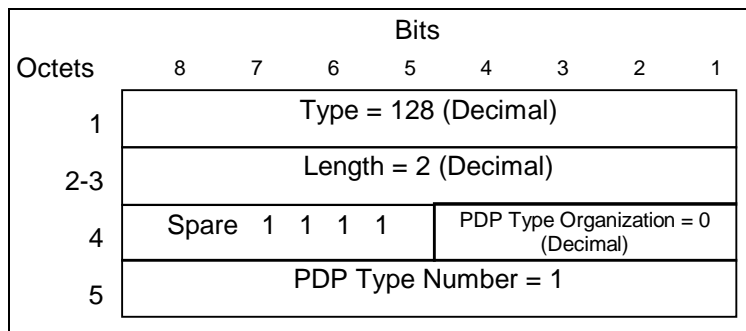 Bits
Octets 8 7 6 5 4 3 2 1
1 Type = 128 (Decimal)
2-3 Length = 2 (Decimal)
4 Spare 1 1 1 1 PDP Type Organization = 0
(Decimal)
5 PDP Type Number = 1